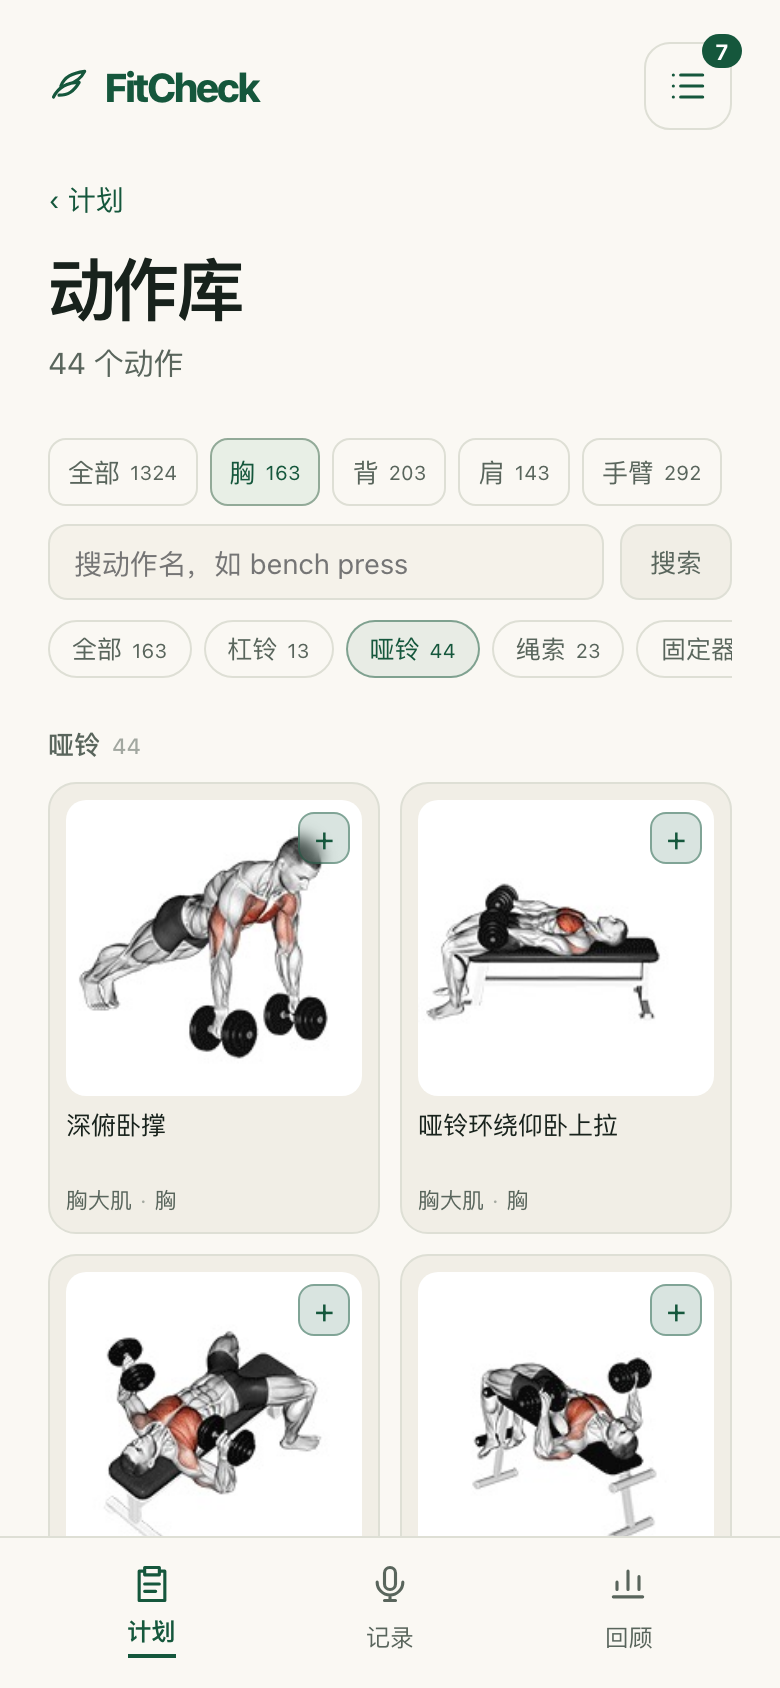 7
FitCheck
‹ 计划
动作库
44 个动作
全部 1324 胸 163 背 203 肩 143 手臂 292
搜动作名，如 bench press 搜索
全部 163 杠铃 13 哑铃 44 绳索 23 固定器
哑铃 44
+ +
深俯卧撑 哑铃环绕仰卧上拉
胸大肌 · 胸 胸大肌 · 胸
+ +
计划 记录 回顾